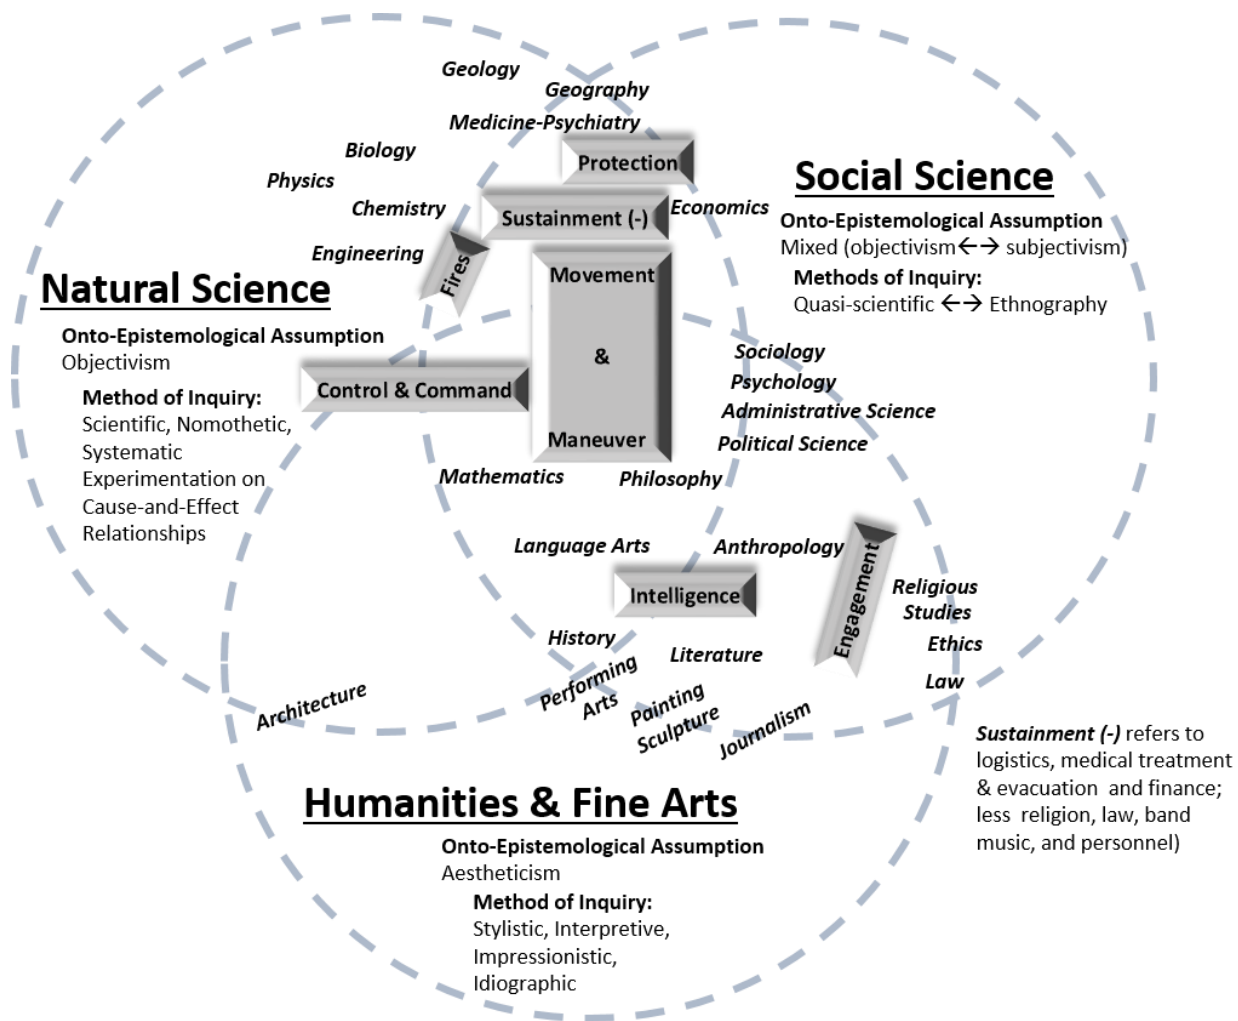 Geology
Geography
Medicine-Psychiatry
Biology
Protection
Physics
Social Science
Chemistry
Sustainment (-)
Economics
Onto-Epistemological Assumption
Mixed (objectivism←→ subjectivism)
Methods of Inquiry:
Quasi-scientific ←→ Ethnography
Engineering
Fires
Movement
&
Maneuver
Natural Science
Onto-Epistemological Assumption
Objectivism
Method of Inquiry:
Scientific, Nomothetic,
Systematic
Experimentation on
Cause-and-Effect
Relationships
Control & Command
Sociology
Psychology
Administrative Science
Political Science
Mathematics
Philosophy
Language Arts
Anthropology
Engagement
Intelligence
Religious
Studies
Ethics
Law
History
Literature
Performing
Arts
Painting
Sculpture
Journalism
Architecture
Sustainment (-) refers to
logistics, medical treatment
& evacuation and finance;
less religion, law, band
music, and personnel)
Humanities & Fine Arts
Onto-Epistemological Assumption
Aestheticism
Method of Inquiry:
Stylistic, Interpretive,
Impressionistic,
Idiographic